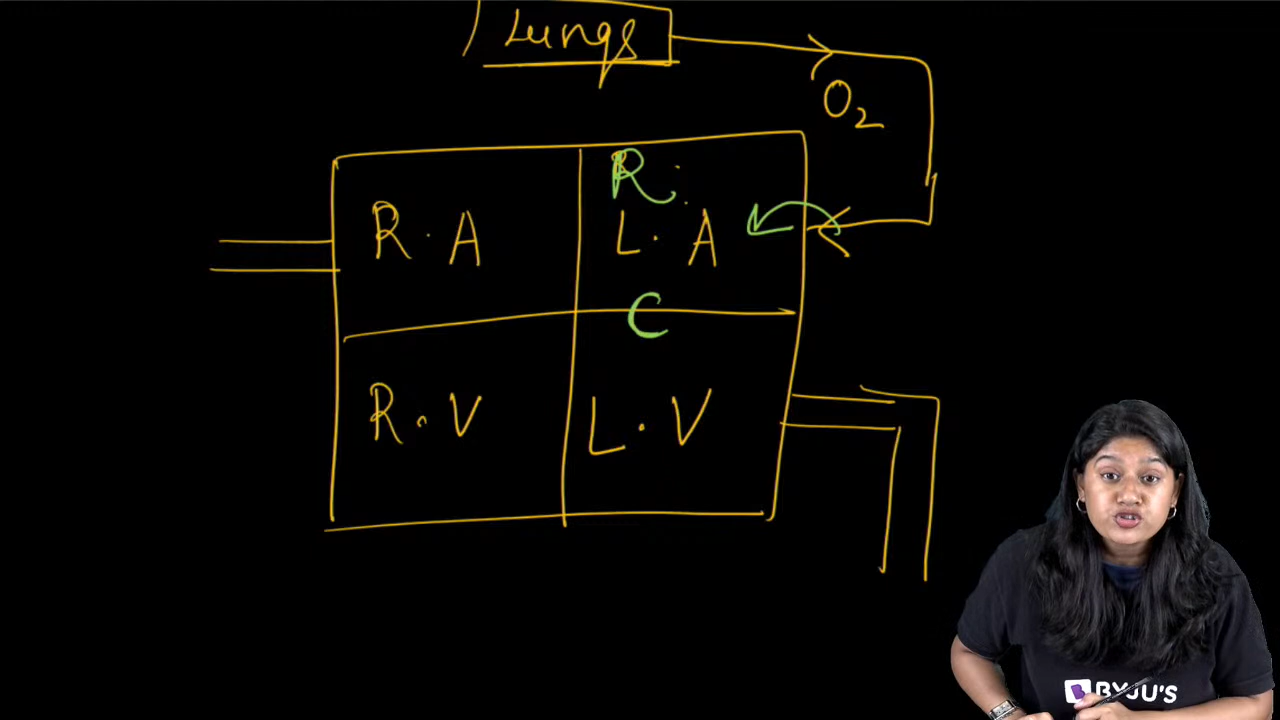 Lungs
O₂
R.
R.A
L.A
C
R.V
L.V
BYJU'S